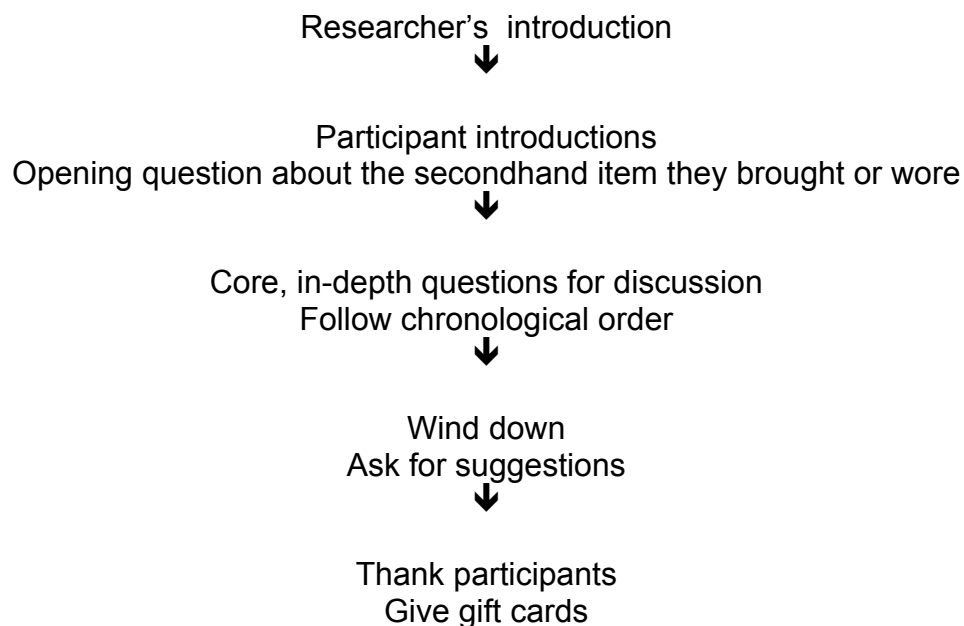 Researcher’s  introduction
Participant introductions
Opening question about the secondhand item they brought or wore
Core, in-depth questions for discussion
Follow chronological order
Wind down
Ask for suggestions
Thank participants
Give gift cards